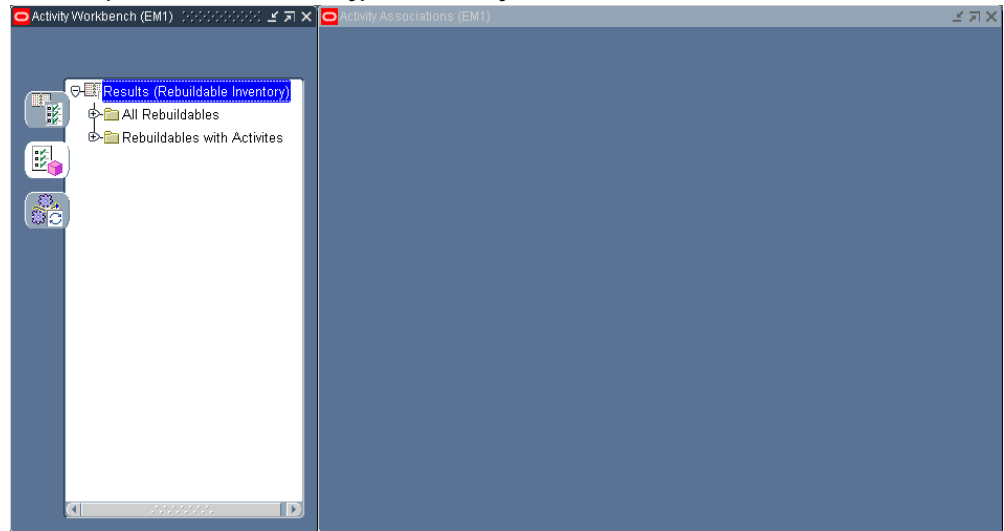 Activity Workbench (EM1)
Activity Associations (EM1)
Results (Rebuildable Inventory)
All Rebuildables
Rebuildables with Activites